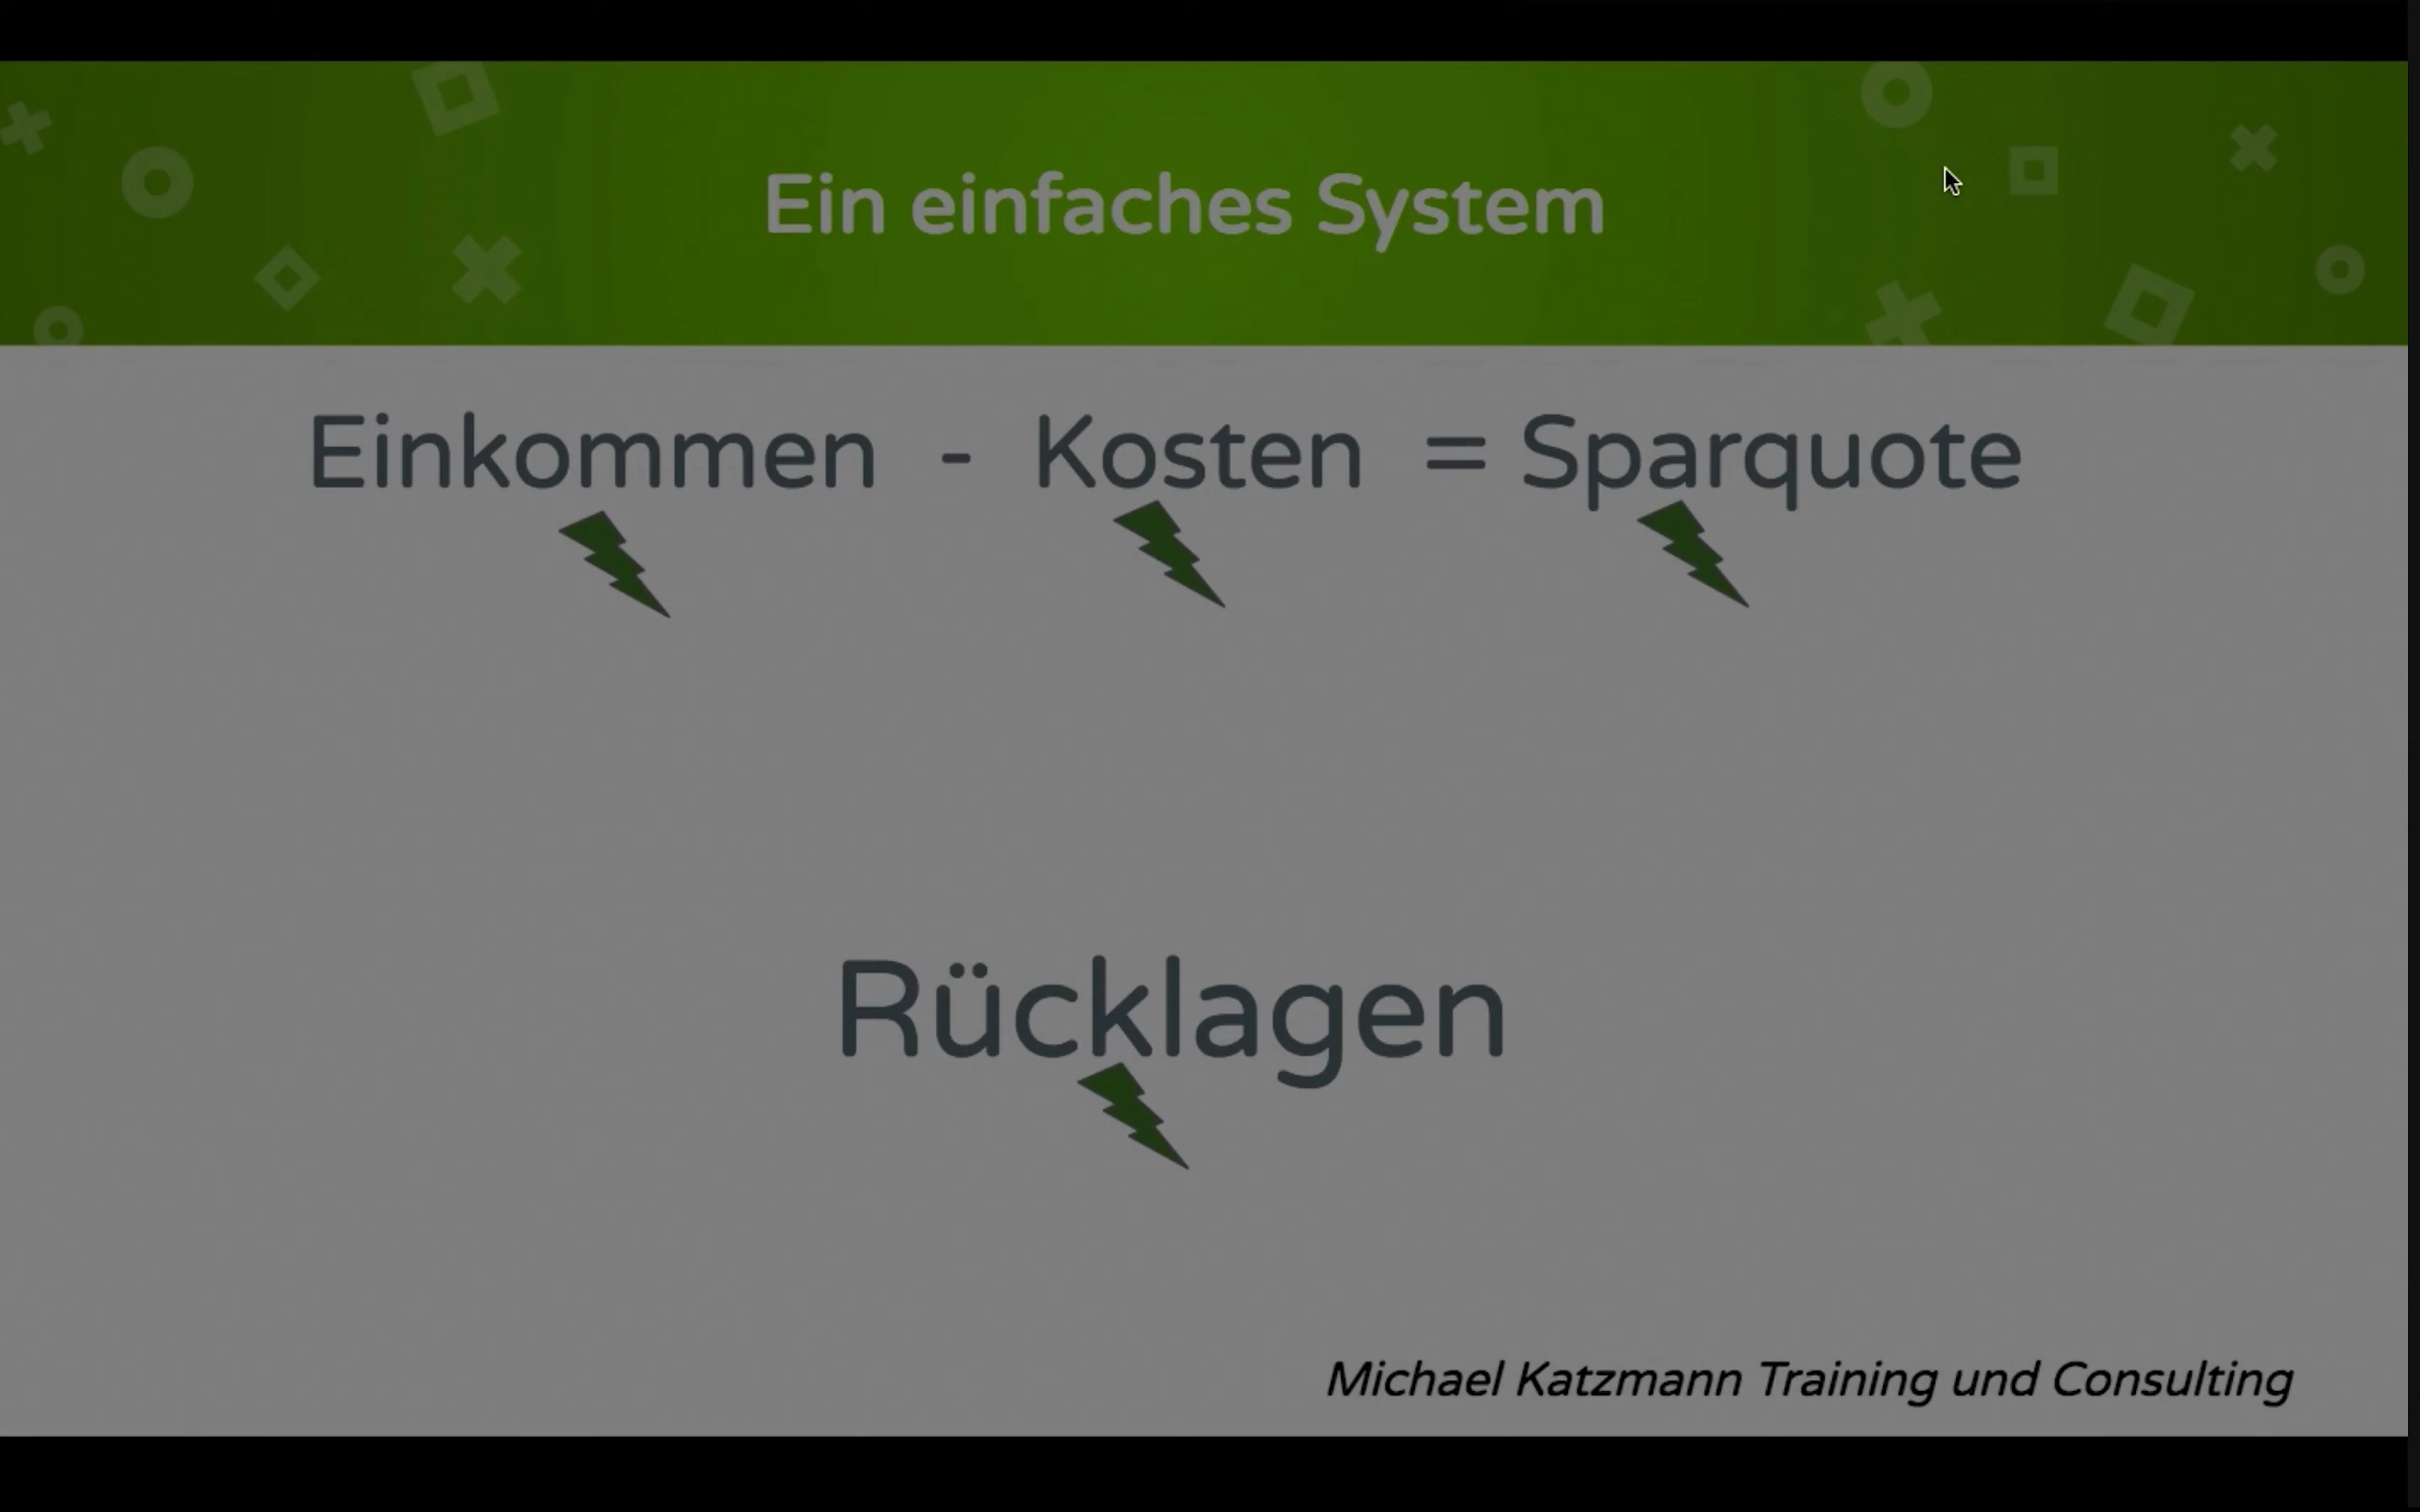 Ein einfaches System
Einkommen - Kosten = Sparquote
Rücklagen
Michael Katzmann Training und Consulting